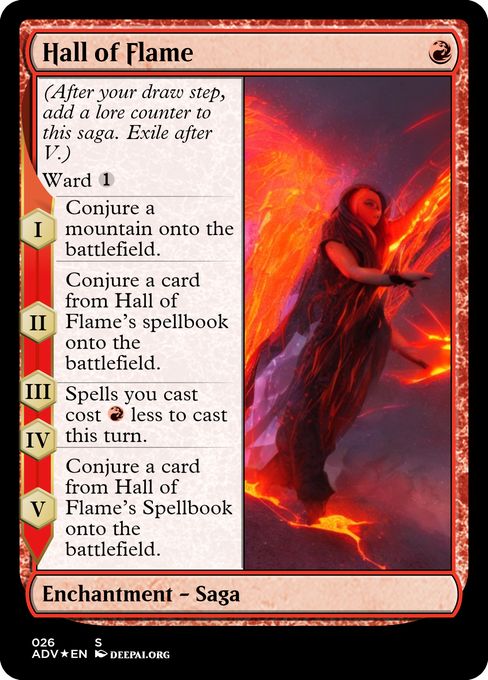 Hall of Flame
(After your draw step,
add a lore counter to
this saga. Exile after
V.)
Ward 1
I
Conjure a
mountain onto the
battlefield.
II
Conjure a card
from Hall of
Flame's spellbook
onto the
battlefield.
III
IV
Spells you cast
cost less to cast
this turn.
V
Conjure a card
from Hall of
Flame's Spellbook
onto the
battlefield.
Enchantment – Saga
026 S
ADV★EN DEEPAI.ORG